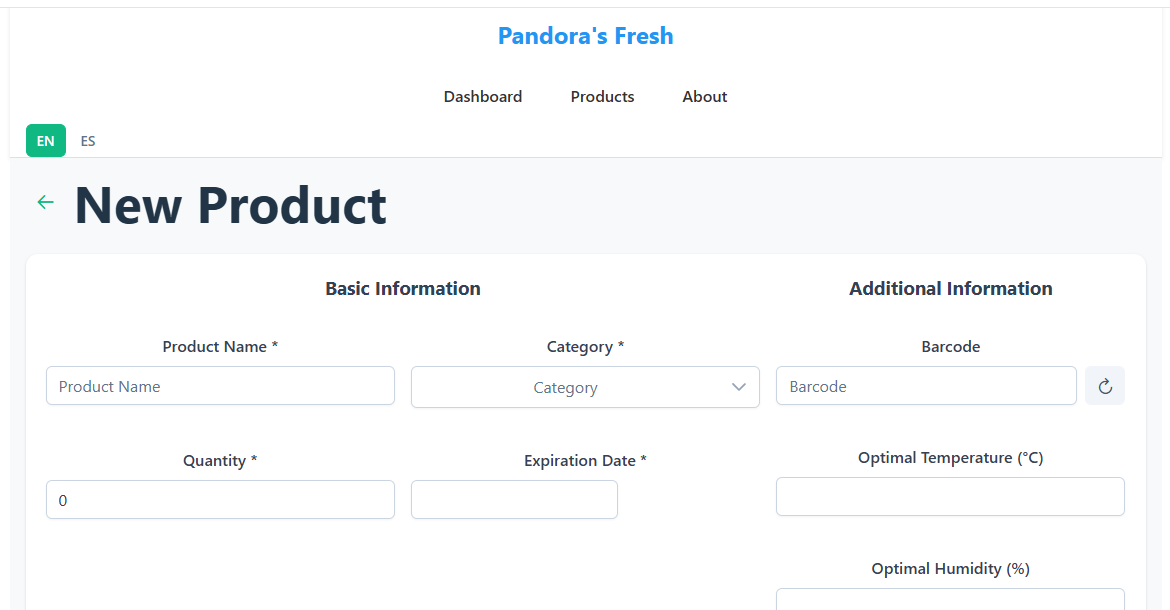 Pandora's Fresh
Dashboard Products About
EN ES
New Product
Basic Information
Product Name *
Product Name
Category *
Category
Quantity *
0
Expiration Date *
Additional Information
Barcode
Barcode
Optimal Temperature (°C)
Optimal Humidity (%)